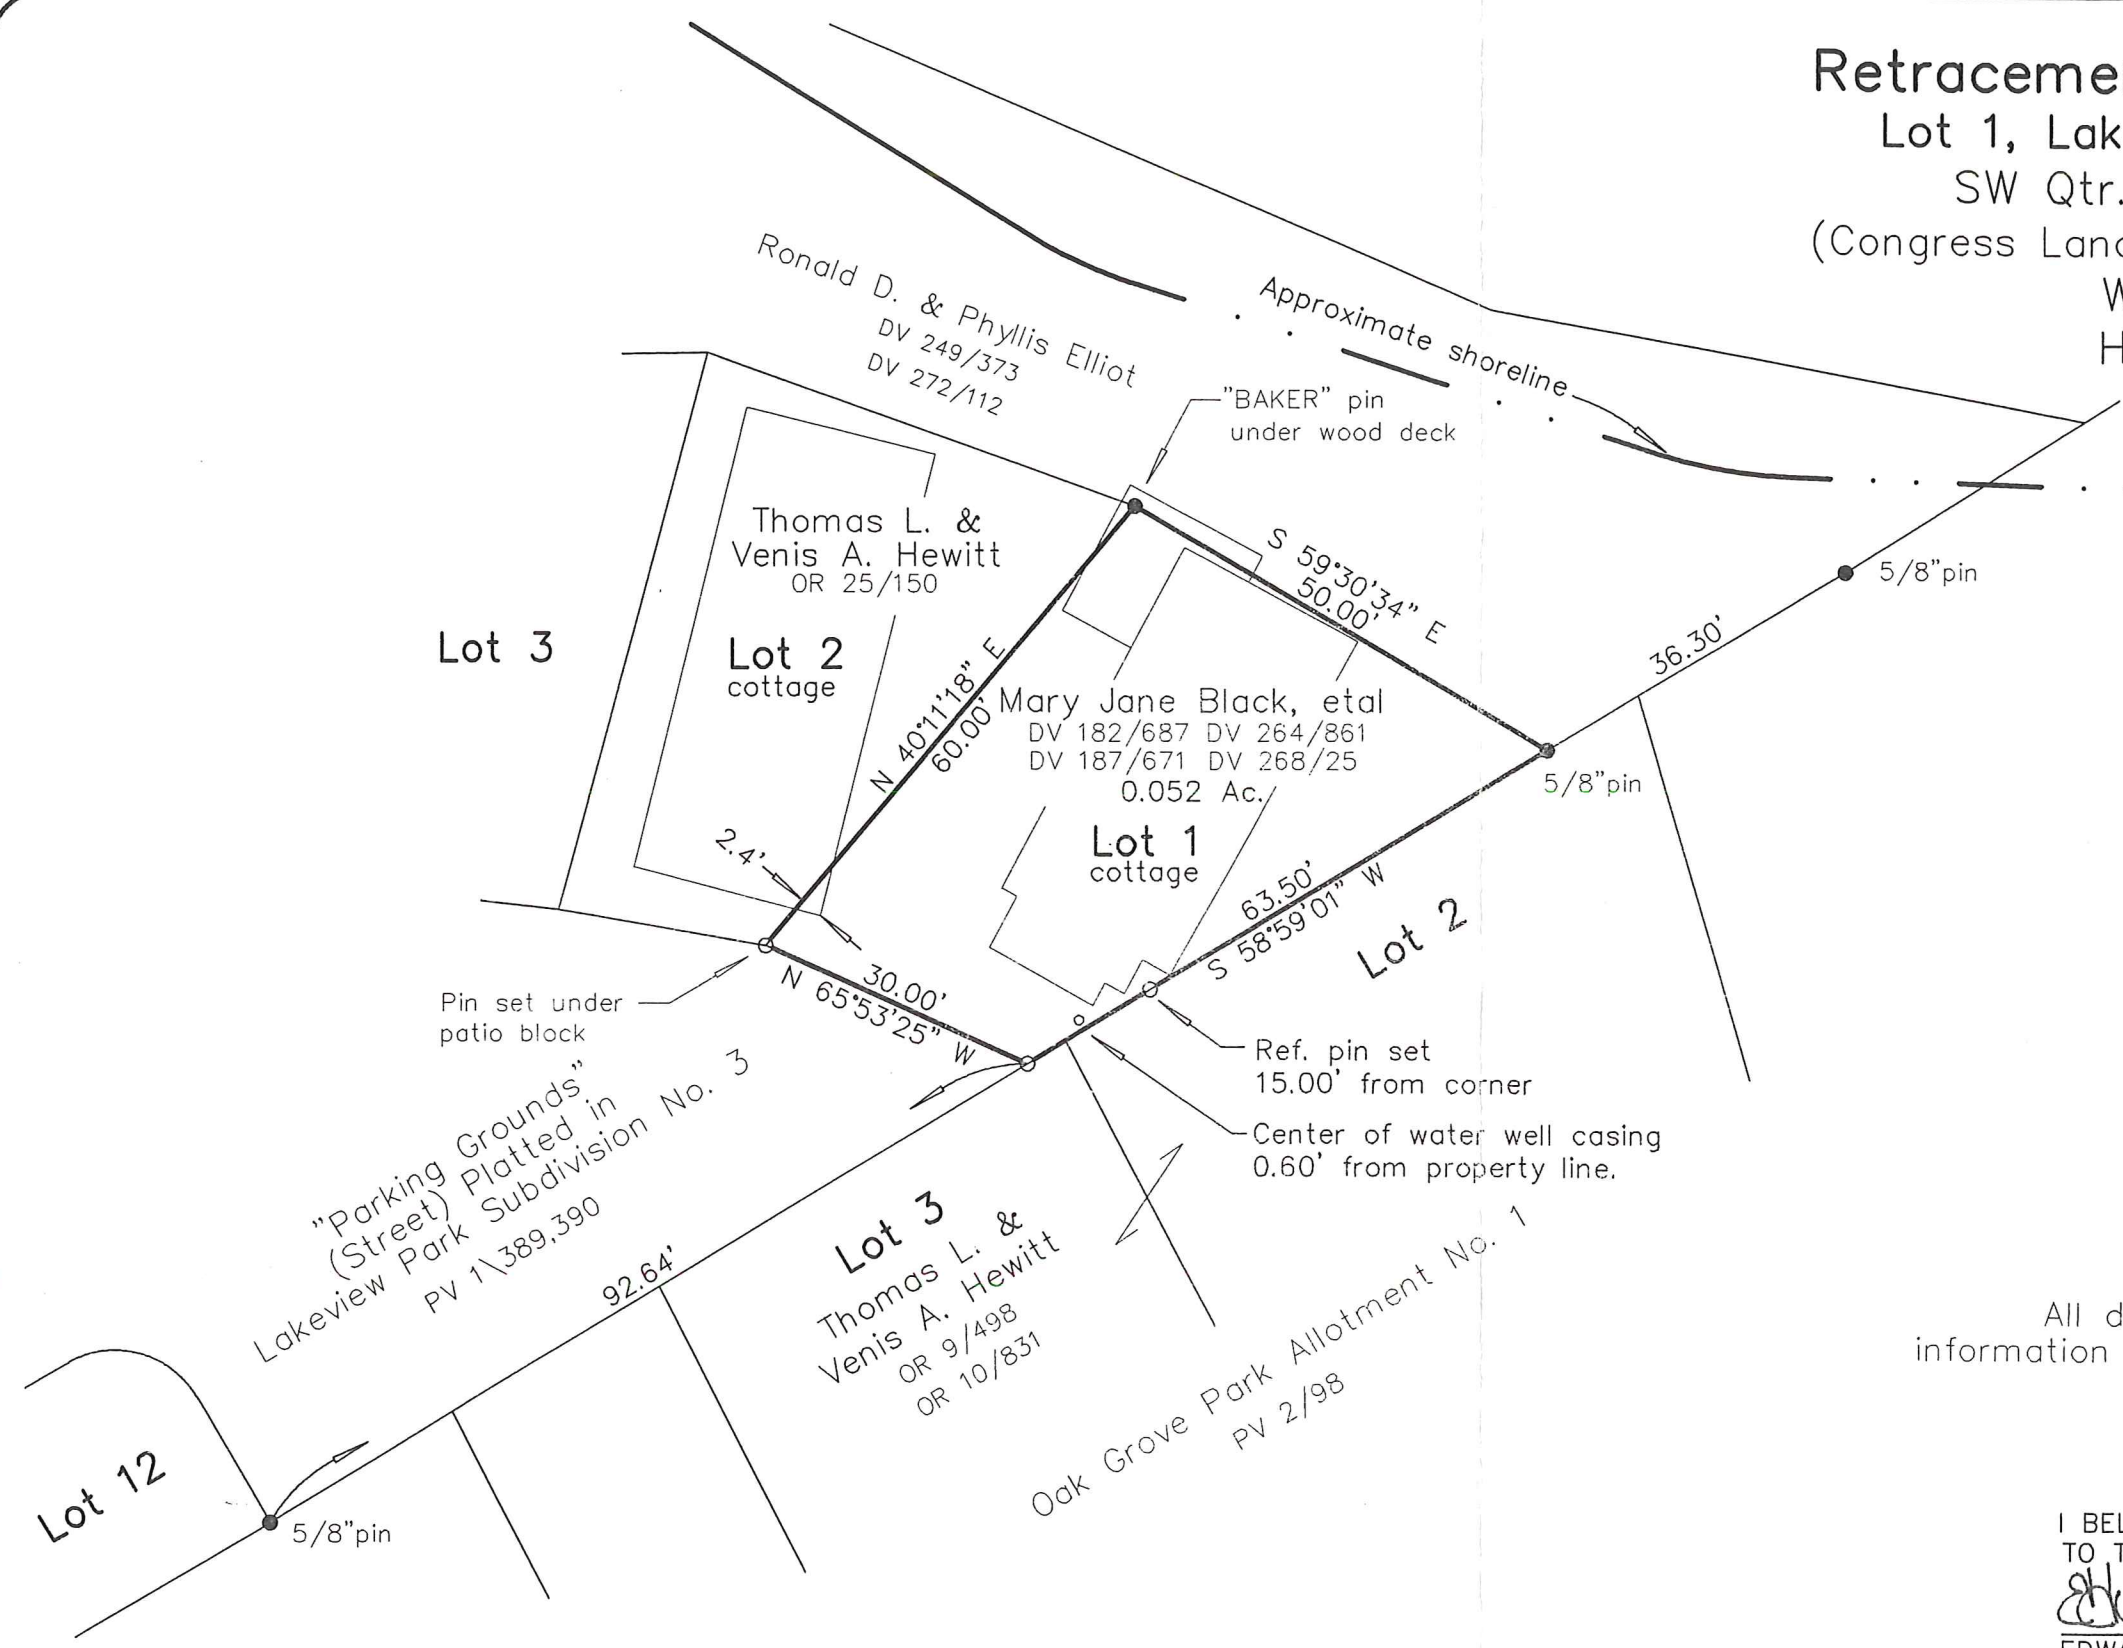 Retraceme
Lot 1, Lak
SW Qtr.
(Congress Lanc
W
H
Ronald D. & Phyllis Elliot
DV 249/373
DV 272/112
Approximate shoreline
"BAKER" pin
under wood deck
Thomas L. &
Venis A. Hewitt
OR 25/150
Lot 3
Lot 2
cottage
S 59°30'34" E
50.00'
5/8"pin
36.30'
N 40°11'18" E
60.00'
Mary Jane Black, etal
DV 182/687 DV 264/861
DV 187/671 DV 268/25
0.052 Ac.
5/8"pin
Lot 1
cottage
2.4'
63.50'
S 58°59'01" W
Lot 2
30.00'
N 65°53'25" W
Pin set under
patio block
Ref. pin set
15.00' from corner
Center of water well casing
0.60' from property line.
"Parking Grounds"
(Street) Platted in
Lakeview Park Subdivision No. 3
PV 1\389,390
92.64'
Lot 3
Thomas L. &
Venis A. Hewitt
OR 9/498
OR 10/831
Oak Grove Park Allotment No. 1
PV 2/98
All d
information
Lot 12
5/8"pin
I BEL
TO T
EDWA